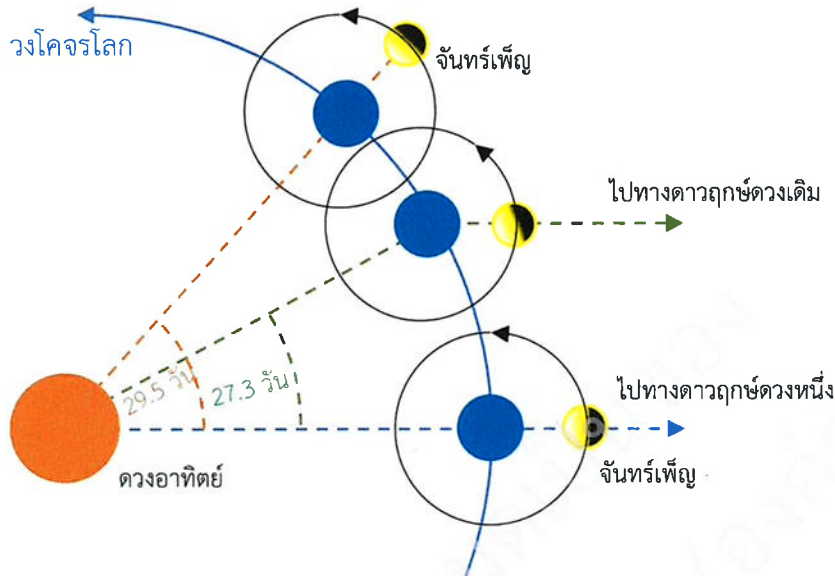 วงโคจรโลก
จันทร์เพ็ญ
ไปทางดาวฤกษ์ดวงเดิม
29.5 วัน
27.3 วัน
ไปทางดาวฤกษ์ดวงหนึ่ง
ดวงอาทิตย์
จันทร์เพ็ญ